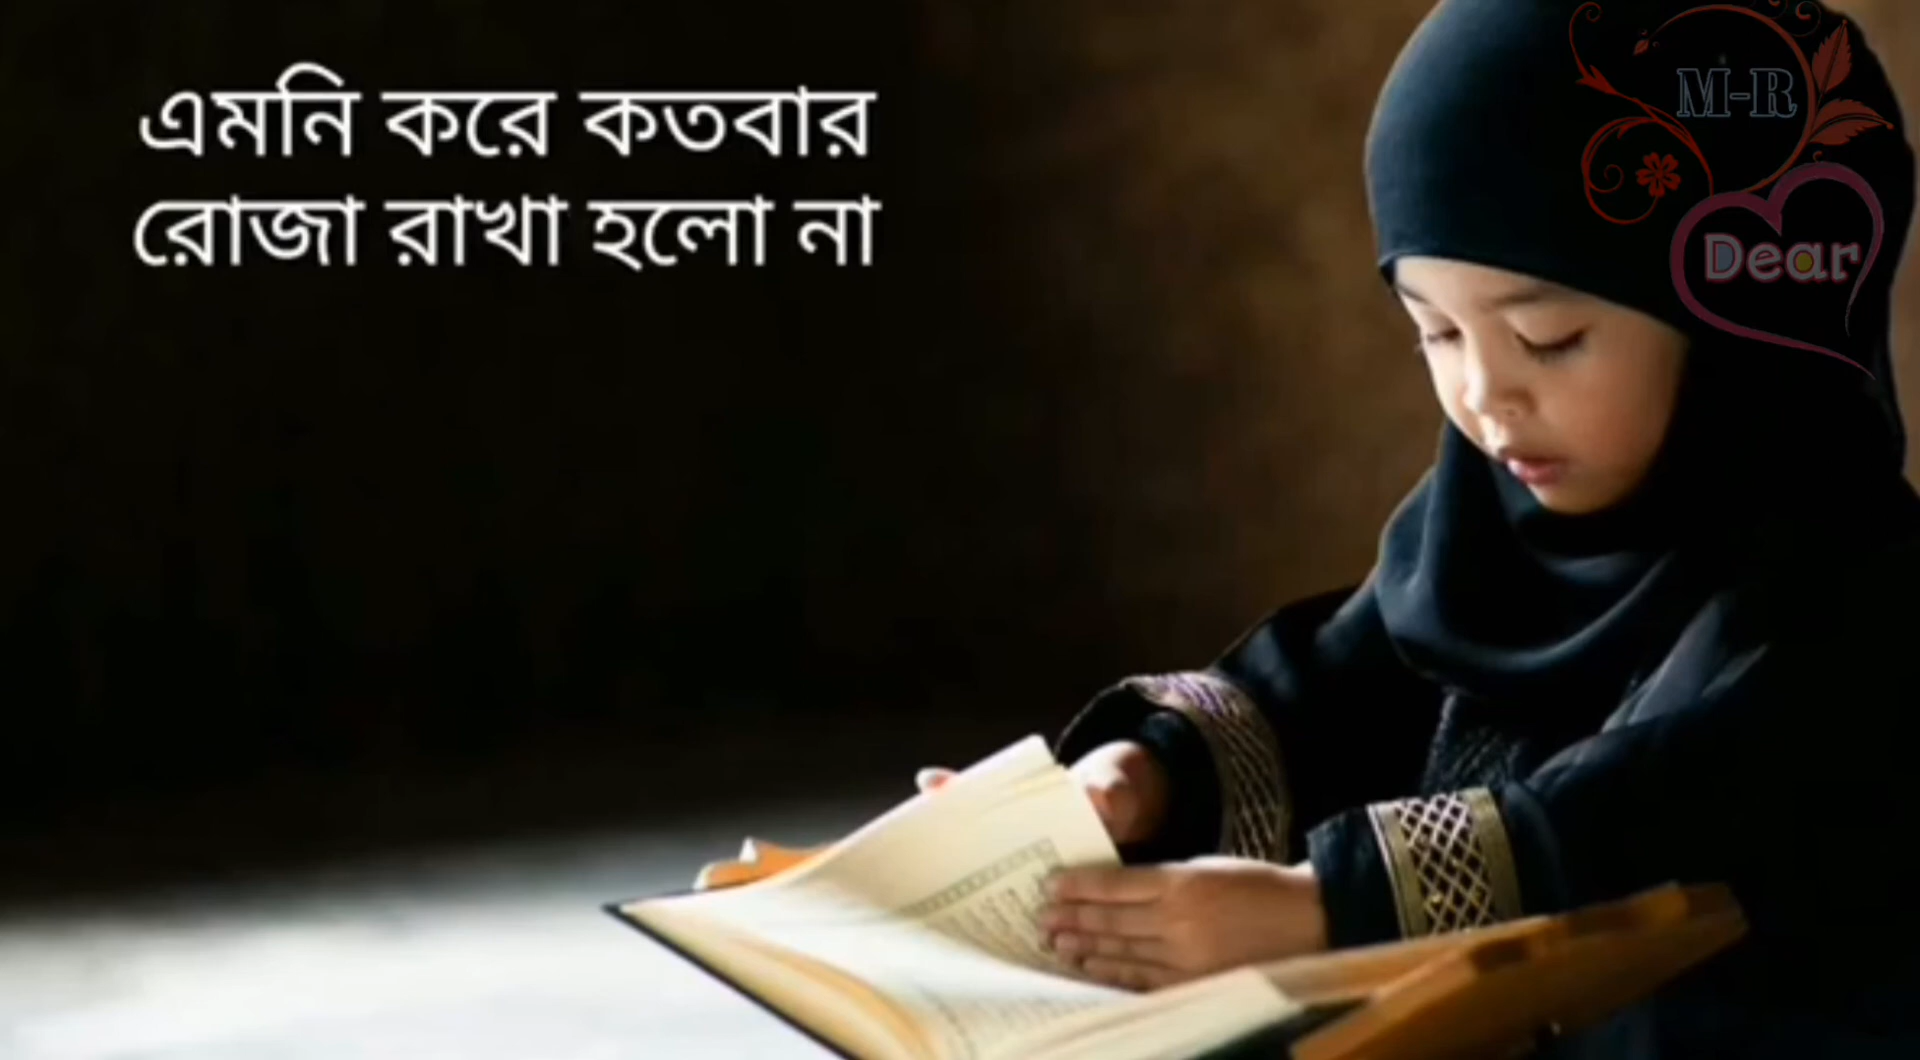 এমনি করে কতবার
রোজা রাখা হলো না
M-R
Dear